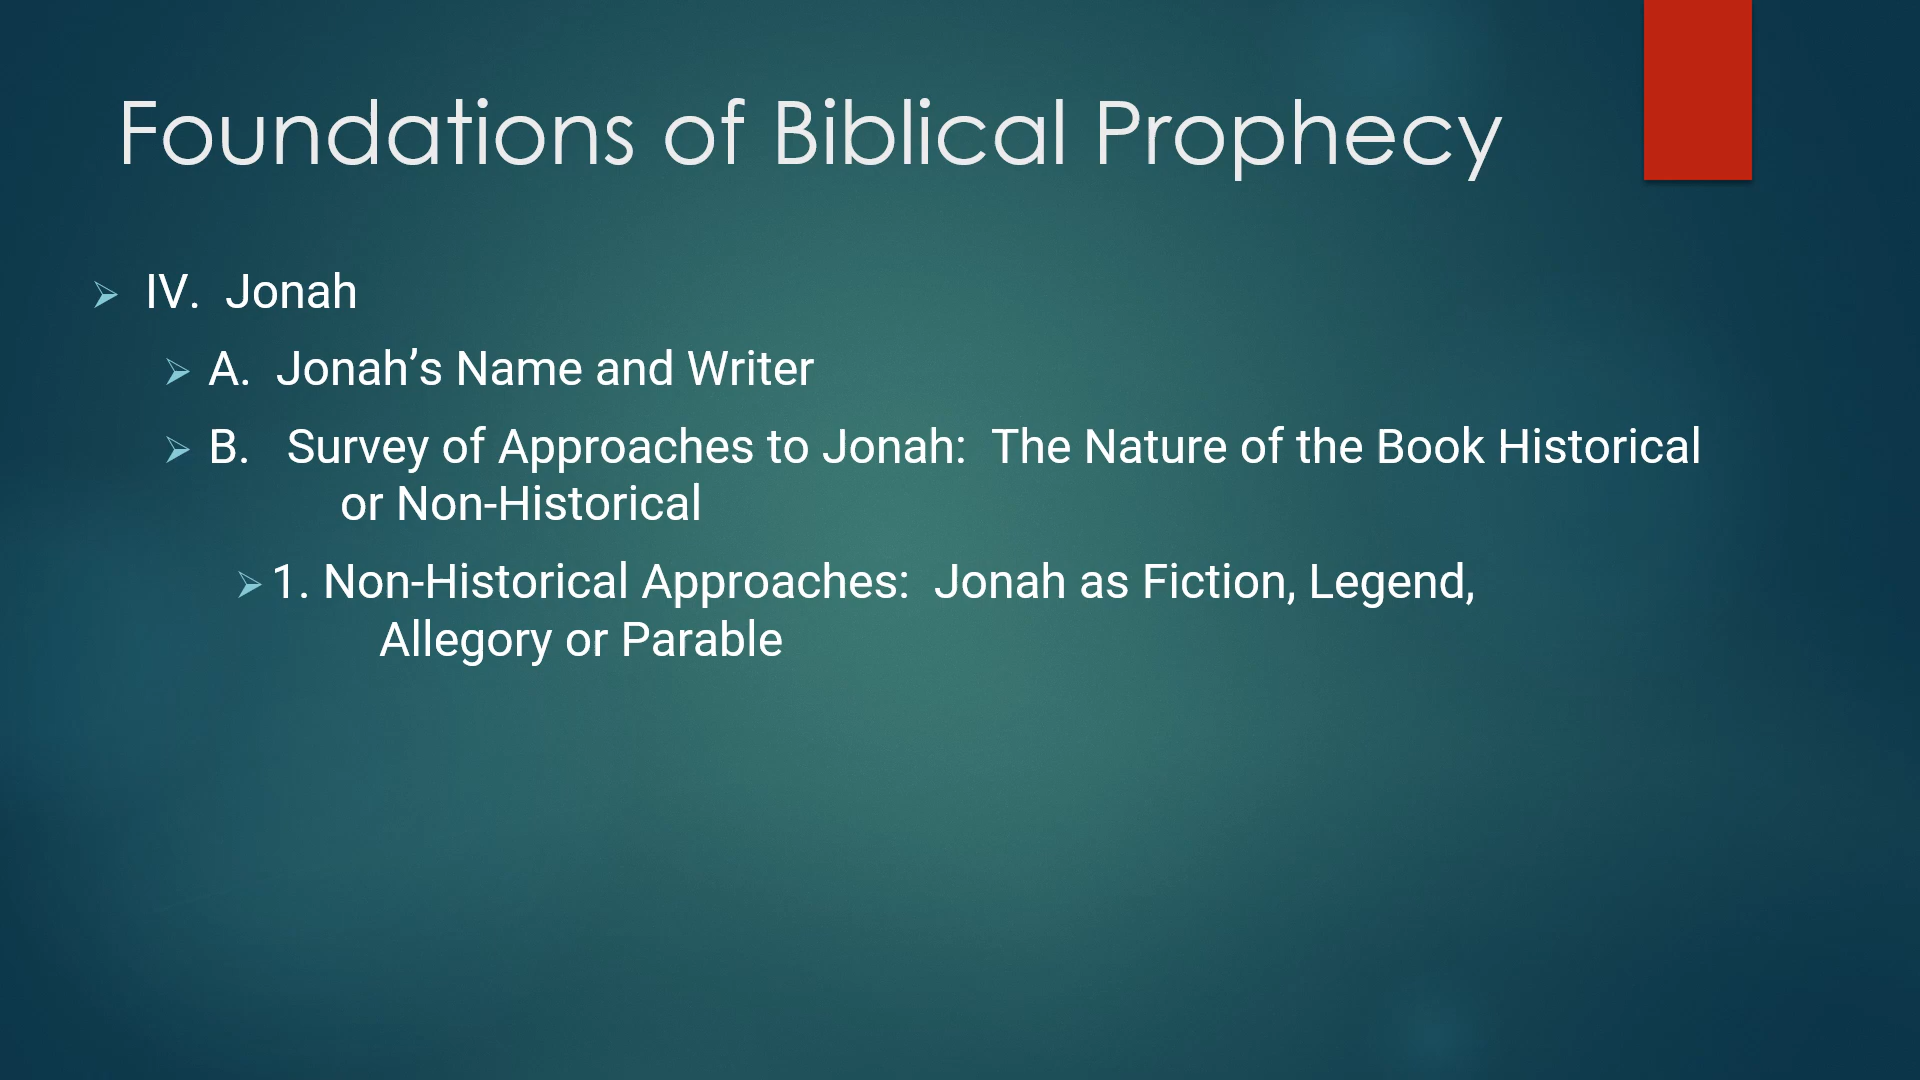 Foundations of Biblical Prophecy
IV.  Jonah
A.  Jonah’s Name and Writer
B.   Survey of Approaches to Jonah:  The Nature of the Book Historical
or Non-Historical
1. Non-Historical Approaches:  Jonah as Fiction, Legend,
Allegory or Parable